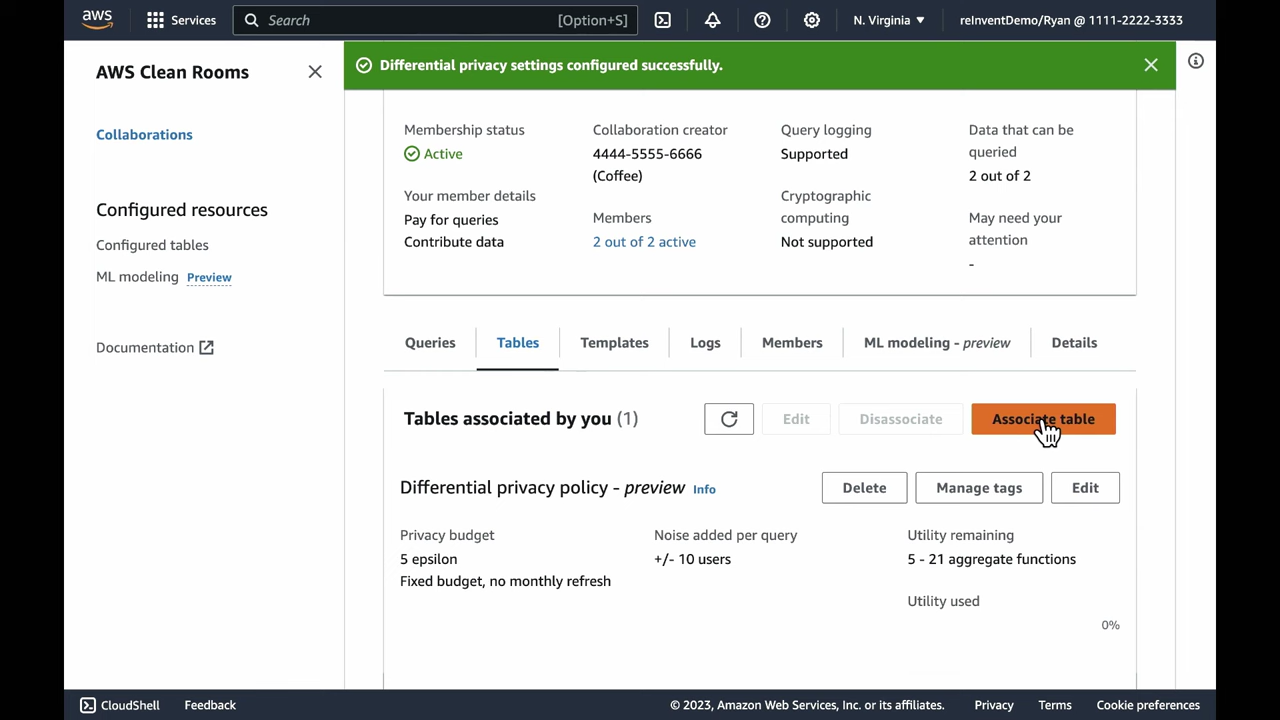 aws
Services
Search
[Option+S]
N. Virginia
reInventDemo/Ryan @ 1111-2222-3333
AWS Clean Rooms
Collaborations
Configured resources
Configured tables
ML modeling Preview
Documentation
Differential privacy settings configured successfully.
Membership status
Active
Your member details
Pay for queries
Contribute data
Collaboration creator
4444-5555-6666
(Coffee)
Members
2 out of 2 active
Query logging
Supported
Cryptographic
computing
Not supported
Data that can be
queried
2 out of 2
May need your
attention
-
Queries
Tables
Templates
Logs
Members
ML modeling - preview
Details
Tables associated by you (1)
Edit
Disassociate
Associate table
Differential privacy policy - preview Info
Delete
Manage tags
Edit
Privacy budget
5 epsilon
Fixed budget, no monthly refresh
Noise added per query
+/- 10 users
Utility remaining
5 - 21 aggregate functions
Utility used
0%
CloudShell
Feedback
© 2023, Amazon Web Services, Inc. or its affiliates.
Privacy
Terms
Cookie preferences